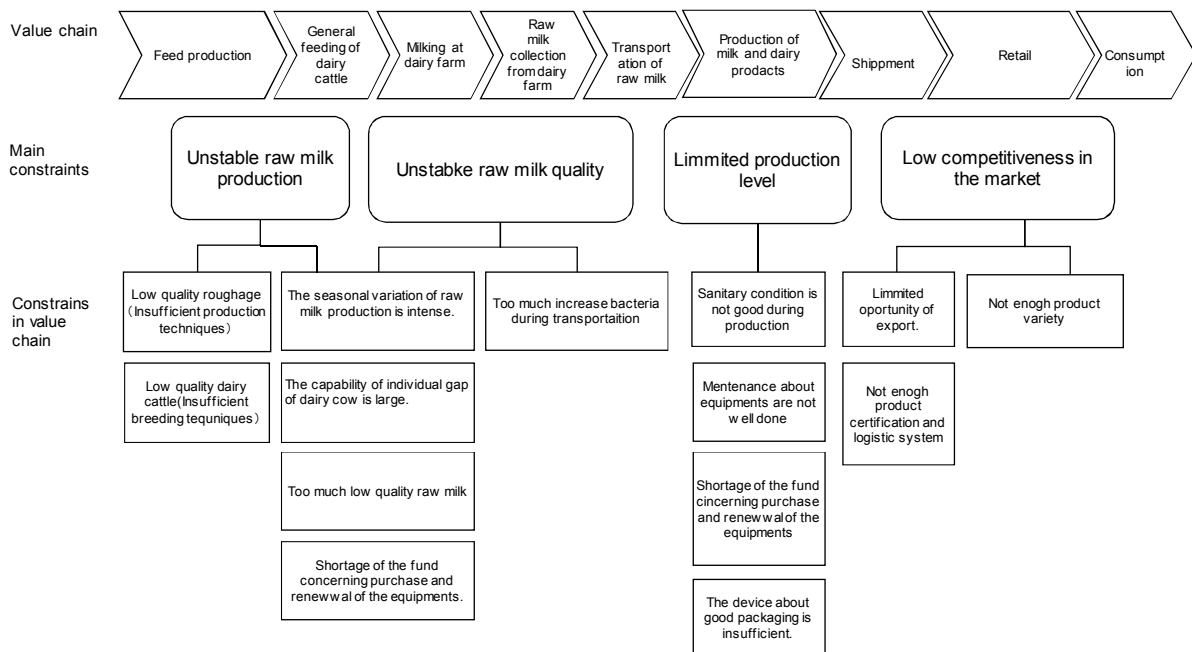 Value chain
Feed production
General
feeding of
dairy
cattle
Milking at
dairy farm
Raw
milk
collection
from dairy
farm
Transport
ation of
raw milk
Production of
milk and dairy
products
Shippment
Retail
Consumpt
ion
Main
constraints
Unstable raw milk
production
Unstabke raw milk quality
Limmited production
level
Low competitiveness in
the market
Constrains in
value
chain
Low quality roughage
(Insufficient production
techniques)
The seasonal variation of raw
milk production is intense.
Too much increase bacteria
during transportaition
Sanitary condition is
not good during
production
Limmited
oportunity of
export.
Not enogh product
variety
Low quality dairy
cattle(Insufficient
breeding tequniques)
The capability of individual gap
of dairy cow is large.
Mentenance about
equipments are not
well done
Not enogh
product
certification and
logistic system
Too much low quality raw milk
Shortage of the fund
cincerning purchase
and renewwal of the
equipments
Shortage of the fund
concerning purchase and
renewwal of the equipments.
The device about
good packaging is
insufficient.